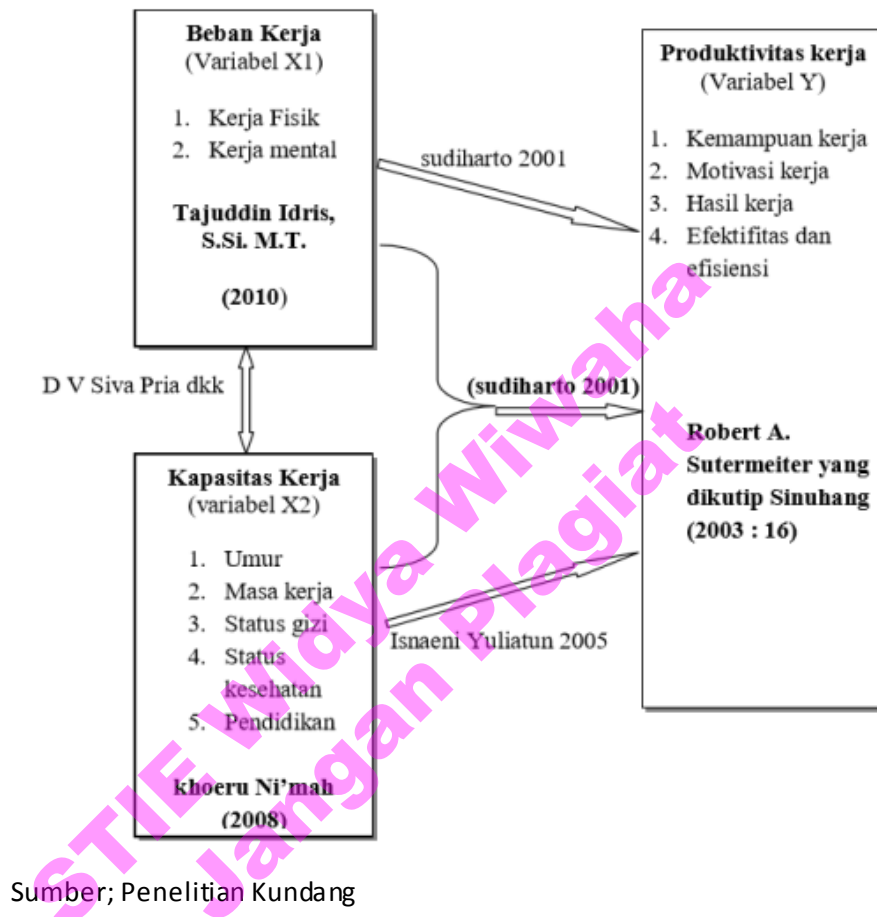 Beban Kerja
(Variabel X1)
1. Kerja Fisik
2. Kerja mental
Tajuddin Idris,
S.Si. M.T.
(2010)
sudiharto 2001
Produktivitas kerja
(Variabel Y)
1. Kemampuan kerja
2. Motivasi kerja
3. Hasil kerja
4. Efektifitas dan
efisiensi
D V Siva Pria dkk
(sudiharto 2001)
Robert A.
Sutermeiter yang
dikutip Sinuhang
(2003 : 16)
Kapasitas Kerja
(variabel X2)
1. Umur
2. Masa kerja
3. Status gizi
4. Status
kesehatan
5. Pendidikan
khoeru Ni'mah
(2008)
Isnaeni Yuliatun 2005
STIE Widya Wiwaha
Jangan Plagiat
Sumber; Penelitian Kundang